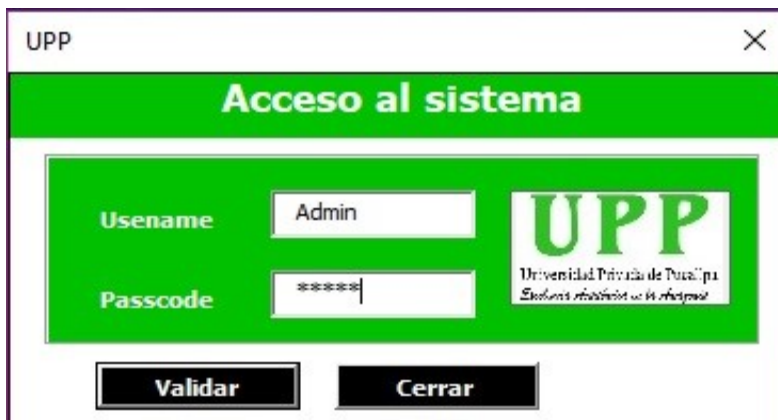 UPP
Acceso al sistema
Usename
Admin
UPP
Universidad Privada de Pucallpa
Passcode
*****
Validar
Cerrar